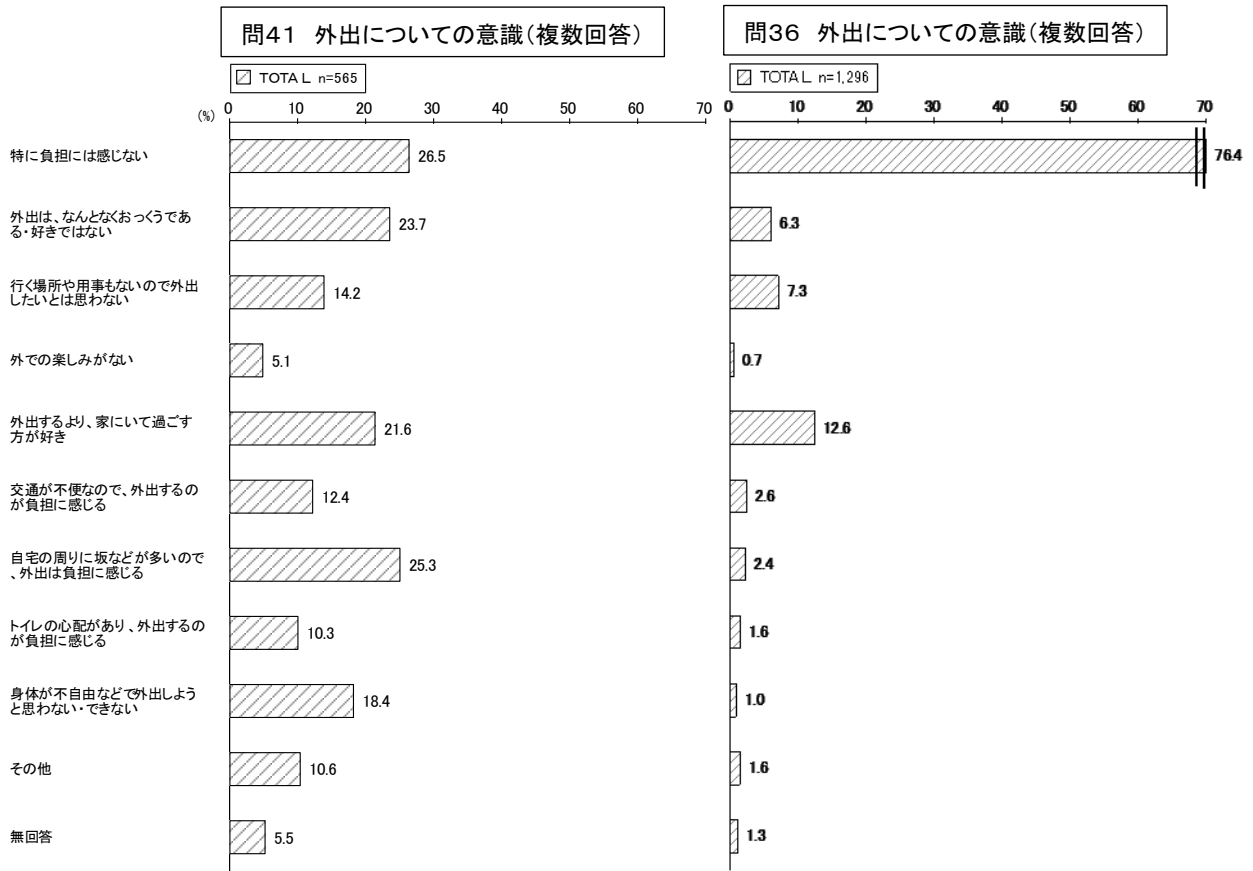 問41 外出についての意識(複数回答)
問36 外出についての意識(複数回答)
TOTAL n=565
TOTAL n=1,296
(%)
0 10 20 30 40 50 60 70
0 10 20 30 40 50 60 70
特に負担には感じない
26.5
76.4
外出は、なんとなくおっくうであ
る・好きではない
23.7
6.3
行く場所や用事もないので外出
したいとは思わない
14.2
7.3
外での楽しみがない
5.1
0.7
外出するより、家にいて過ごす
方が好き
21.6
12.6
交通が不便なので、外出するの
が負担に感じる
12.4
2.6
自宅の周りに坂などが多いので
、外出は負担に感じる
25.3
2.4
トイレの心配があり、外出するの
が負担に感じる
10.3
1.6
身体が不自由などで外出しよう
と思わない・できない
18.4
1.0
その他
10.6
1.6
無回答
5.5
1.3